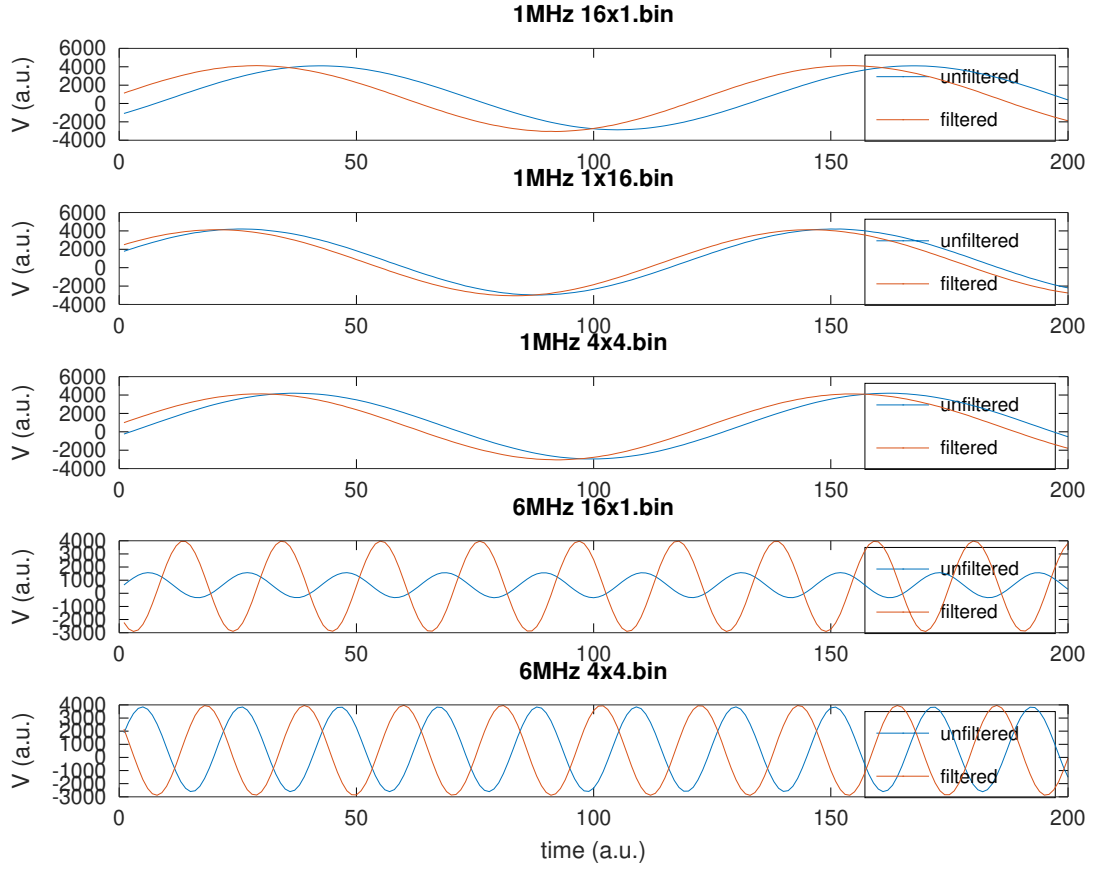 1MHz 16x1.bin
6000
4000
2000
0
-2000
-4000
V (a.u.)
unfiltered
filtered
0 50 100 150 200
1MHz 1x16.bin
6000
4000
2000
0
-2000
-4000
V (a.u.)
unfiltered
filtered
0 50 100 150 200
1MHz 4x4.bin
6000
4000
2000
0
-2000
-4000
V (a.u.)
unfiltered
filtered
0 50 100 150 200
6MHz 16x1.bin
4000
3000
2000
1000
0
-1000
-2000
-3000
V (a.u.)
unfiltered
filtered
0 50 100 150 200
6MHz 4x4.bin
4000
3000
2000
1000
0
-1000
-2000
-3000
V (a.u.)
unfiltered
filtered
0 50 100 150 200
time (a.u.)